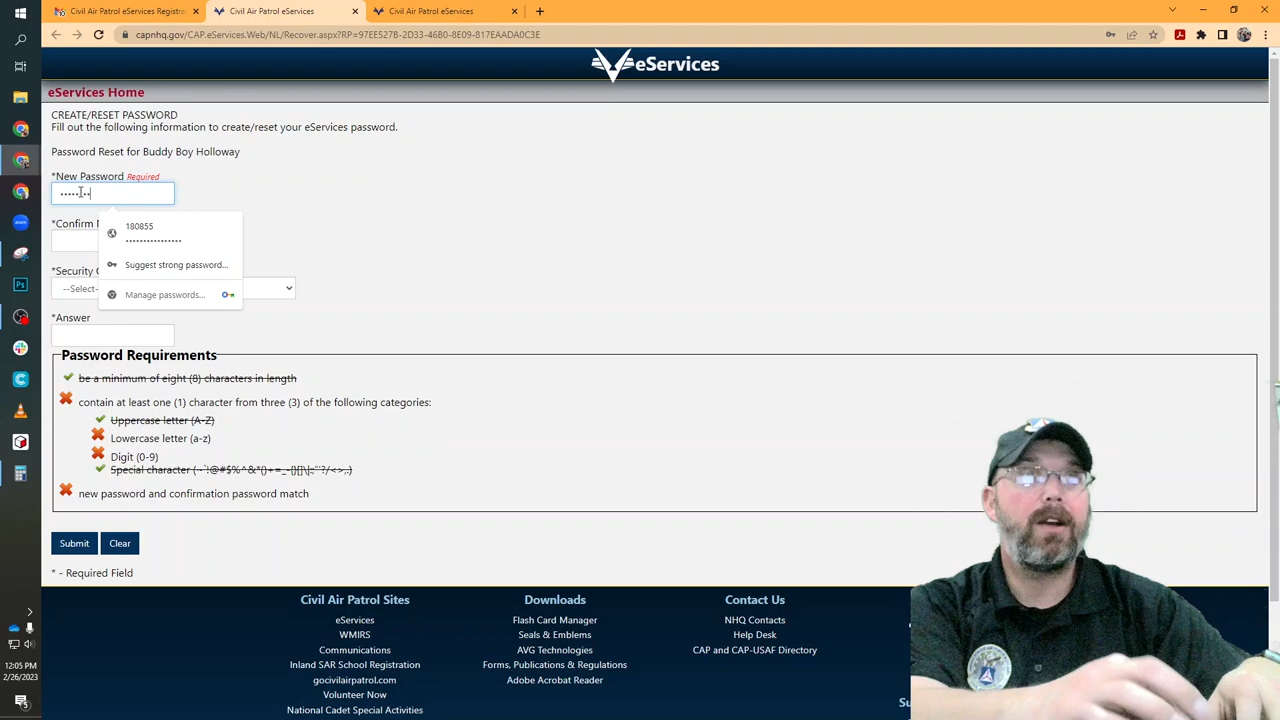 Civil Air Patrol eServices Registra
Civil Air Patrol eServices
Civil Air Patrol eServices
capnhq.gov/CAP.eServices.Web/NL/Recover.aspx?RP=97EE527B-2D33-46B0-8E09-817EAADA0C3E
eServices
eServices Home
CREATE/RESET PASSWORD
Fill out the following information to create/reset your eServices password.
Password Reset for Buddy Boy Holloway
*New Password Required
*Confirm
180855
Suggest strong password...
*Security
--Select-
Manage passwords...
*Answer
Password Requirements
be a minimum of eight (8) characters in length
contain at least one (1) character from three (3) of the following categories:
Uppercase letter (A-Z)
Lowercase letter (a-z)
Digit (0-9)
Special character
new password and confirmation password match
Submit
Clear
* - Required Field
Civil Air Patrol Sites
Downloads
Contact Us
eServices
Flash Card Manager
NHQ Contacts
WMIRS
Seals & Emblems
Help Desk
Communications
AVG Technologies
CAP and CAP-USAF Directory
Inland SAR School Registration
Forms, Publications & Regulations
gocivilairpatrol.com
Adobe Acrobat Reader
Volunteer Now
National Cadet Special Activities
Su
zoom
Ps
12:05 PM
2/26/2023